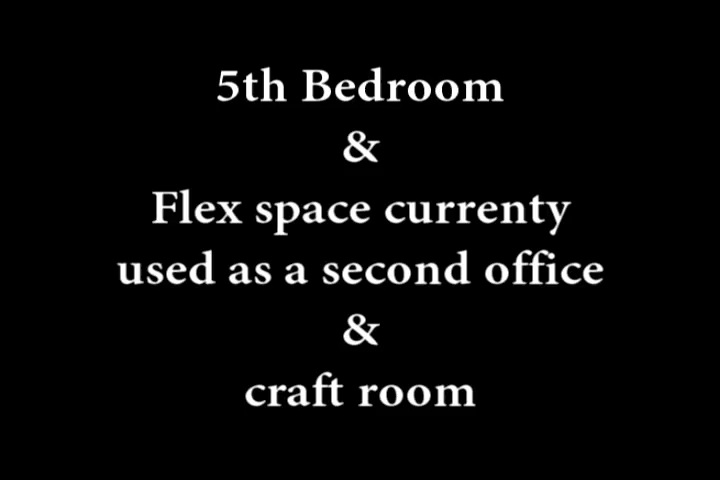 5th Bedroom
&
Flex space currenty
used as a second office
&
craft room